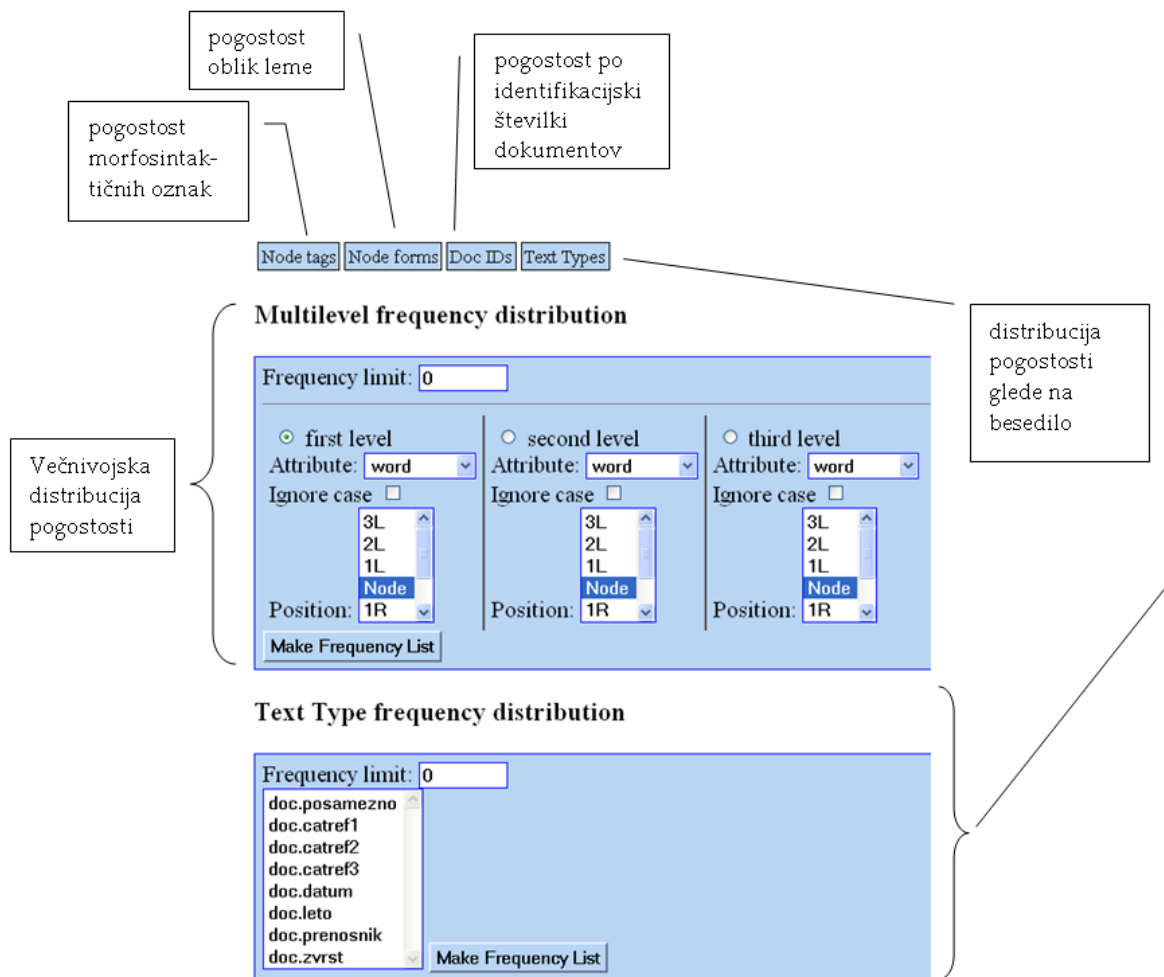 pogostost
oblik leme
pogostost po
identifikacijski
številki
dokumentov
pogostost
morfosintak-
tičnih oznak
Node tags Node forms Doc IDs Text Types
Multilevel frequency distribution
distribucija
pogostosti
glede na
besedilo
Večnivojska
distribucija
pogostosti
Frequency limit: 0
first level second level third level
Attribute: word Attribute: word Attribute: word
Ignore case Ignore case Ignore case
3L 3L 3L
2L 2L 2L
1L 1L 1L
Node Node Node
Position: 1R Position: 1R Position: 1R
Make Frequency List
Text Type frequency distribution
Frequency limit: 0
doc.posamezno
doc.catref1
doc.catref2
doc.catref3
doc.datum
doc.leto
doc.prenosnik
doc.zvrst Make Frequency List